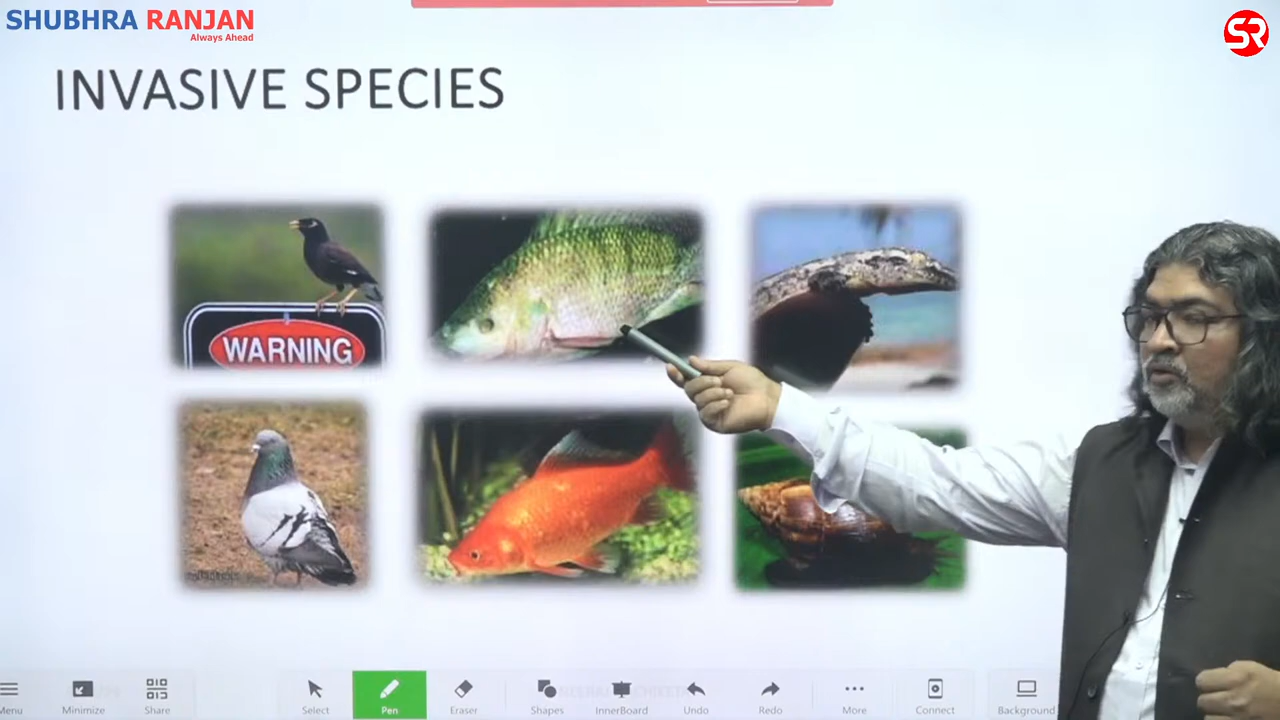 SHUBHRA RANJAN
Always Ahead
SR
INVASIVE SPECIES
WARNING
Menu
Minimize
Share
Select
Pen
Eraser
Shapes
InnerBoard
Undo
Redo
More
Connect
Background